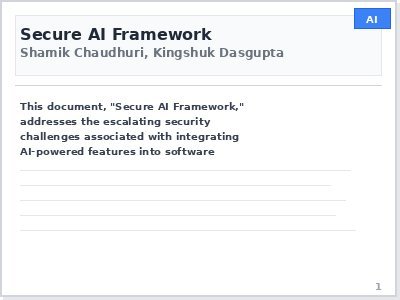 AI
Secure AI Framework
Shamik Chaudhuri, Kingshuk Dasgupta
This document, "Secure AI Framework,"
addresses the escalating security
challenges associated with integrating
AI-powered features into software
1